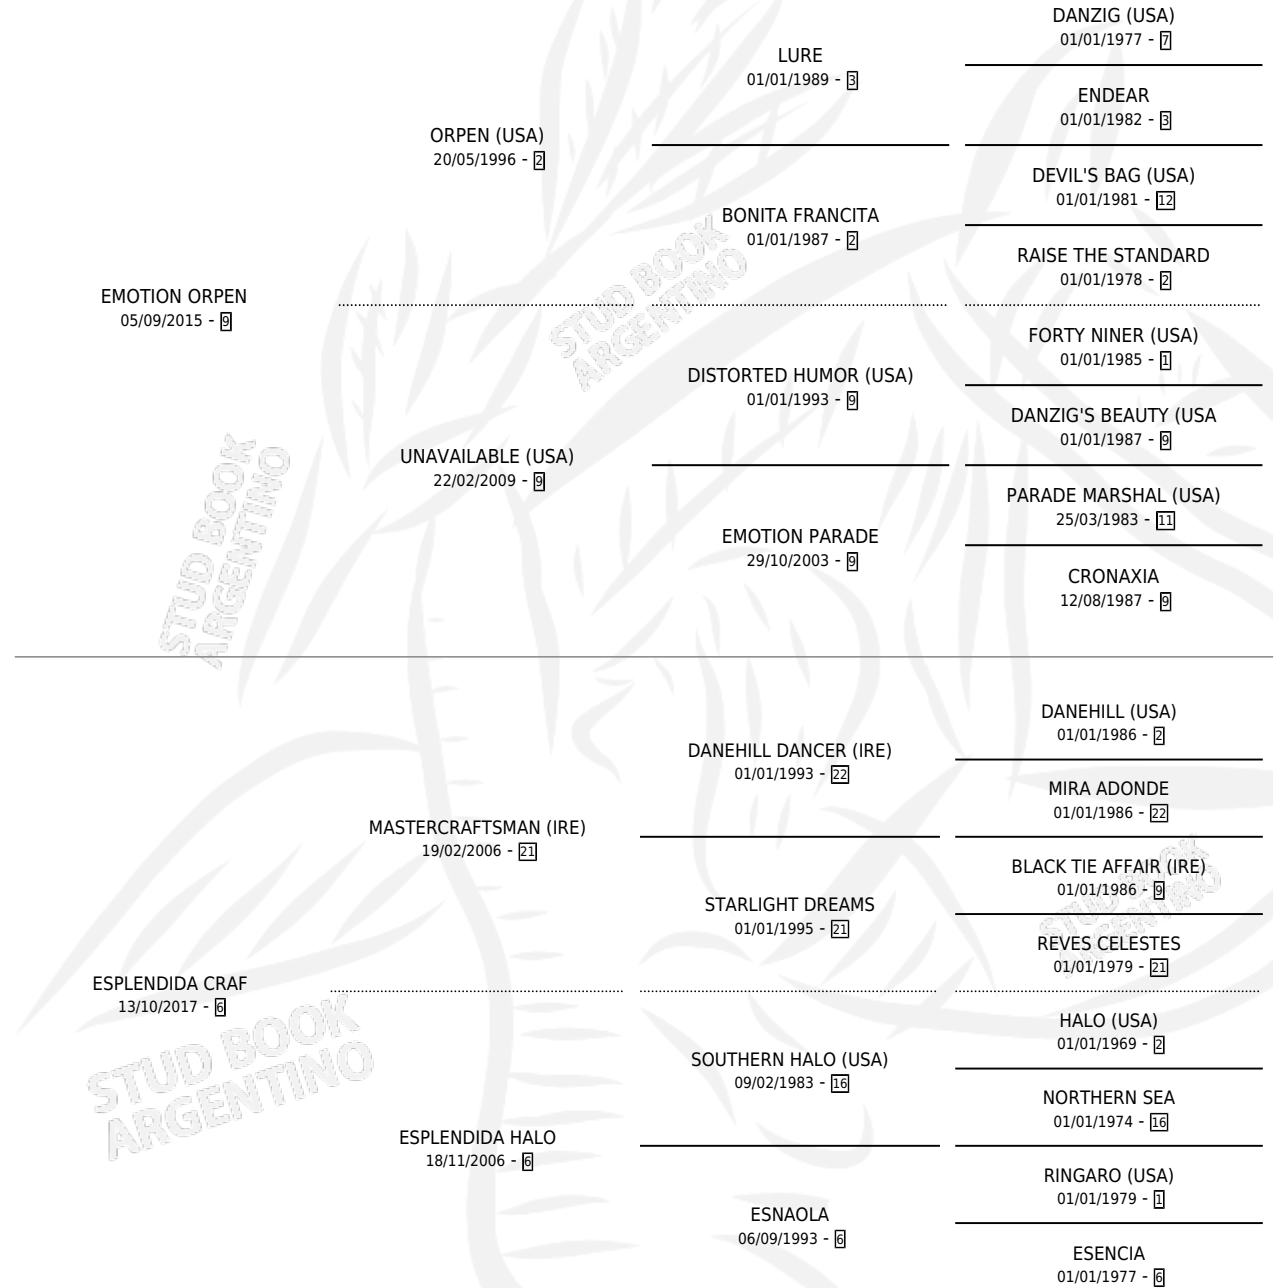 DANZIG (USA)
01/01/1977 - 7
LURE
01/01/1989 - 3
ENDEAR
01/01/1982 - 3
ORPEN (USA)
20/05/1996 - 2
DEVIL'S BAG (USA)
01/01/1981 - 12
BONITA FRANCITA
01/01/1987 - 2
RAISE THE STANDARD
01/01/1978 - 2
EMOTION ORPEN
05/09/2015 - 9
STUD BOOK
ARGENTINO
FORTY NINER (USA)
01/01/1985 - 1
DISTORTED HUMOR (USA)
01/01/1993 - 9
DANZIG'S BEAUTY (USA
01/01/1987 - 9
UNAVAILABLE (USA)
22/02/2009 - 9
PARADE MARSHAL (USA)
25/03/1983 - 11
EMOTION PARADE
29/10/2003 - 9
CRONAXIA
12/08/1987 - 9
STUD BOOK
ARGENTINO
DANEHILL (USA)
01/01/1986 - 2
DANEHILL DANCER (IRE)
01/01/1993 - 22
MIRA ADONDE
01/01/1986 - 22
MASTERCRAFTSMAN (IRE)
19/02/2006 - 21
BLACK TIE AFFAIR (IRE)
01/01/1986 - 9
STARLIGHT DREAMS
01/01/1995 - 21
STUD BOOK
ARGENTINO
REVES CELESTES
01/01/1979 - 21
ESPLENDIDA CRAF
13/10/2017 - 6
HALO (USA)
01/01/1969 - 2
SOUTHERN HALO (USA)
09/02/1983 - 16
STUD BOOK
ARGENTINO
NORTHERN SEA
01/01/1974 - 16
ESPLENDIDA HALO
18/11/2006 - 6
RINGARO (USA)
01/01/1979 - 1
ESNAOLA
06/09/1993 - 6
ESENCIA
01/01/1977 - 6